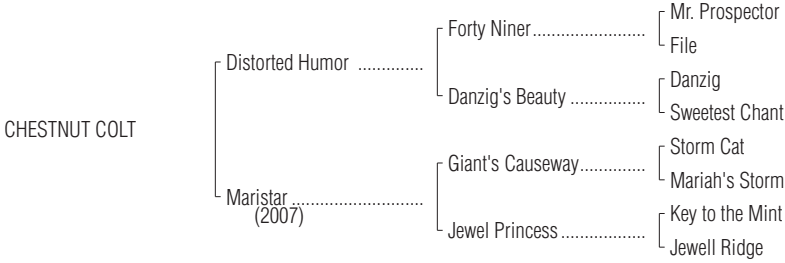 Mr. Prospector
Forty Niner
File
Distorted Humor
Danzig
Danzig's Beauty
Sweetest Chant
CHESTNUT COLT
Storm Cat
Giant's Causeway
Mariah's Storm
Maristar
(2007)
Key to the Mint
Jewel Princess
Jewell Ridge